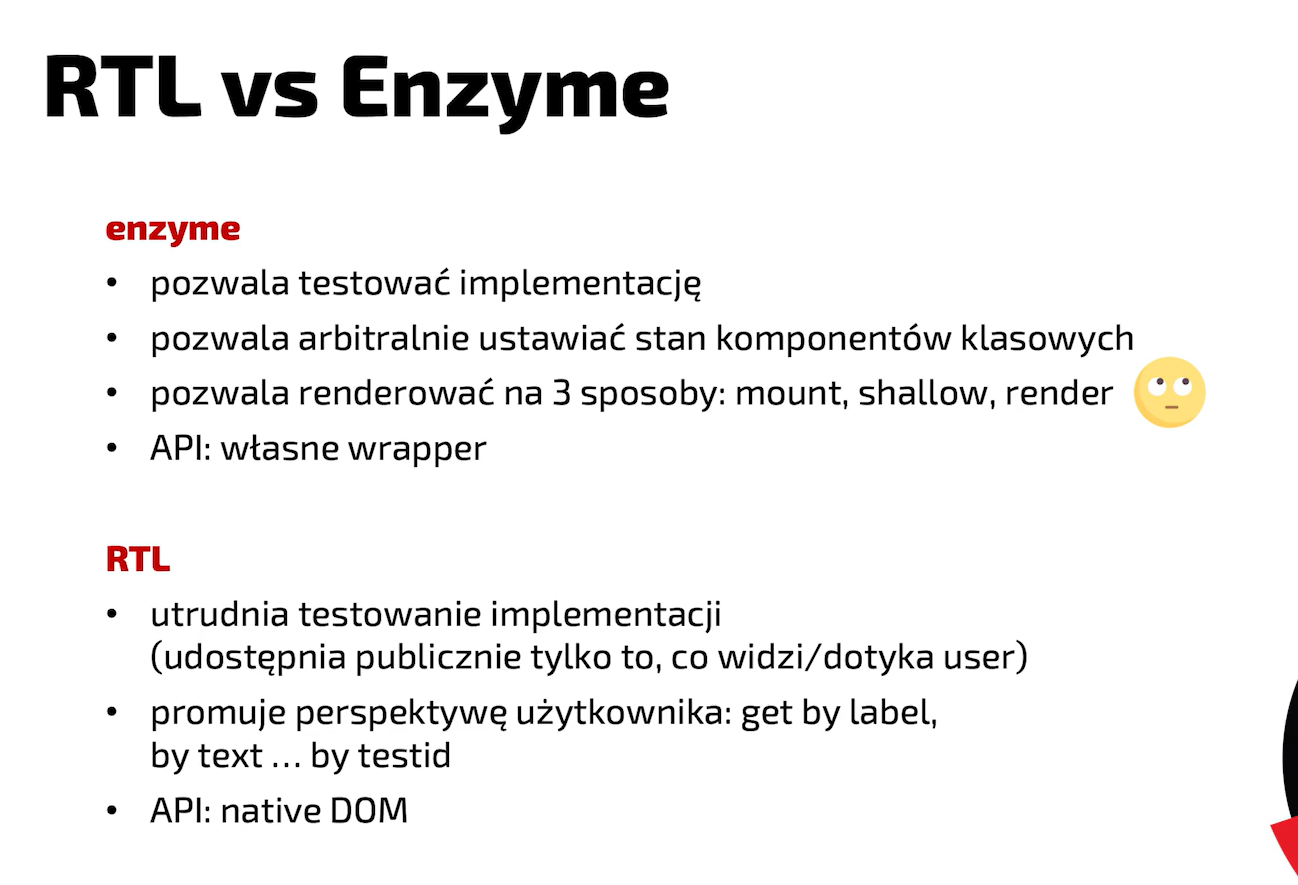 RTL vs Enzyme
enzyme
• pozwala testować implementację
• pozwala arbitralnie ustawiać stan komponentów klasowych
• pozwala renderować na 3 sposoby: mount, shallow, render
• API: własne wrapper
RTL
• utrudnia testowanie implementacji
(udostępnia publicznie tylko to, co widzi/dotyka user)
• promuje perspektywę użytkownika: get by label,
by text ... by testid
• API: native DOM